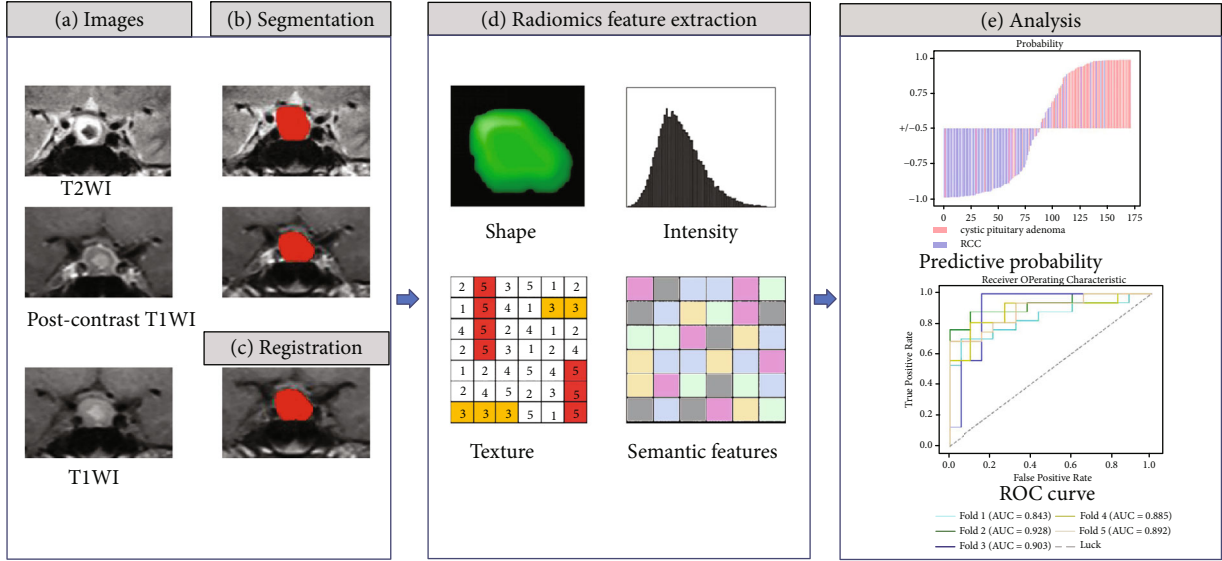 (a) Images
(b) Segmentation
T2WI
Post-contrast T1WI
(c) Registration
T1WI
(d) Radiomics feature extraction
Shape
Intensity
2 5 3 5 1 2
1 5 4 1 3 3
4 5 2 4 1 2
2 5 3 1 2 4
1 2 4 5 4 5
2 4 5 2 3 5
3 3 3 5 1 5
Texture
Semantic features
(e) Analysis
Probability
1.0
0.75
+/−0.5
−0.75
−1.0
0 25 50 75 100 125 150 175
cystic pituitary adenoma
RCC
Predictive probability
Receiver OPerating Characteristic
True Positive Rate
1.0
0.8
0.6
0.4
0.2
0.0
0.0 0.2 0.4 0.6 0.8 1.0
False Positive Rate
ROC curve
Fold 1 (AUC = 0.843)
Fold 2 (AUC = 0.928)
Fold 3 (AUC = 0.903)
Fold 4 (AUC = 0.885)
Fold 5 (AUC = 0.892)
Luck